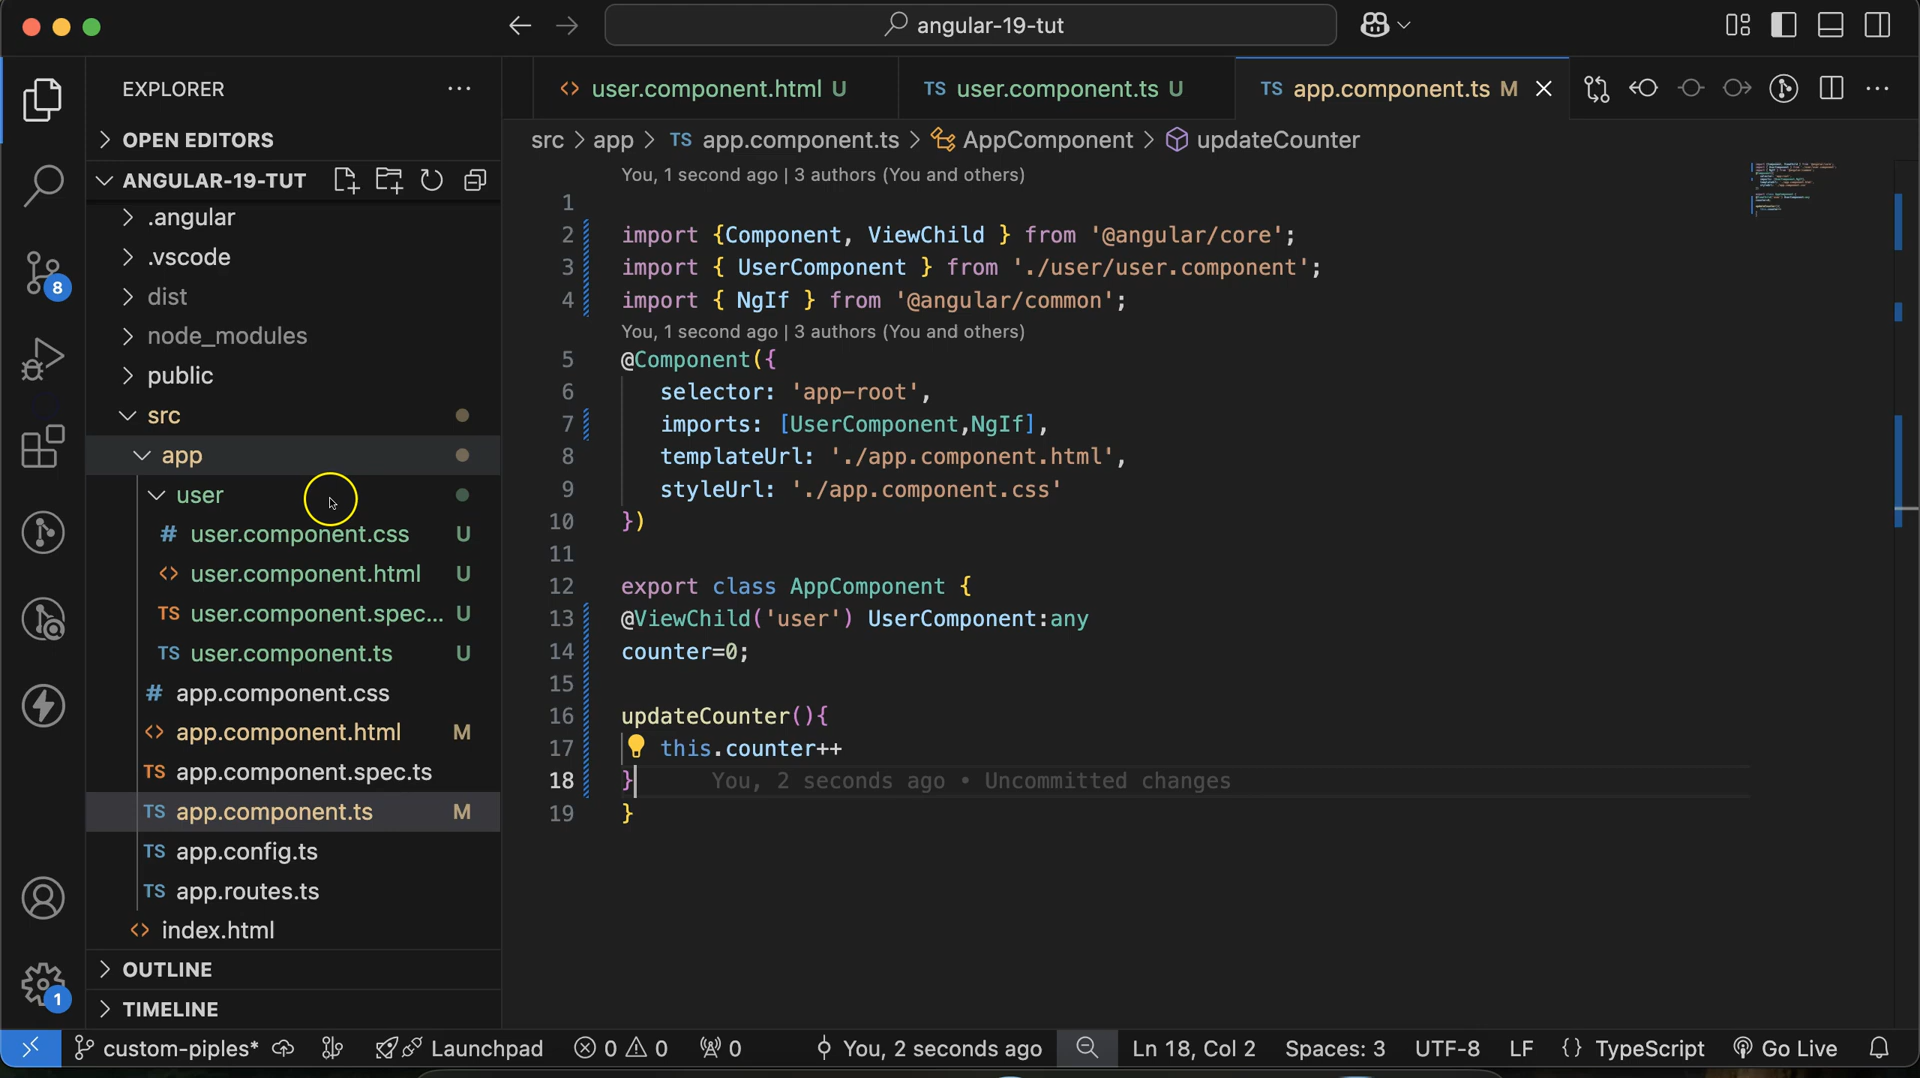 angular-19-tut
EXPLORER
OPEN EDITORS
ANGULAR-19-TUT
.angular
.vscode
dist
node_modules
public
src
app
user
# user.component.css U
<> user.component.html U
TS user.component.spec... U
TS user.component.ts U
# app.component.css
<> app.component.html M
TS app.component.spec.ts
TS app.component.ts M
TS app.config.ts
TS app.routes.ts
<> index.html
OUTLINE
TIMELINE
8
1
<> user.component.html U
TS user.component.ts U
TS app.component.ts M
src > app > TS app.component.ts > AppComponent > updateCounter
You, 1 second ago | 3 authors (You and others)
1
2 import {Component, ViewChild } from '@angular/core';
3 import { UserComponent } from './user/user.component';
4 import { NgIf } from '@angular/common';
You, 1 second ago | 3 authors (You and others)
5 @Component({
6 selector: 'app-root',
7 imports: [UserComponent,NgIf],
8 templateUrl: './app.component.html',
9 styleUrl: './app.component.css'
10 })
11
12 export class AppComponent {
13 @ViewChild('user') UserComponent:any
14 counter=0;
15
16 updateCounter(){
17 this.counter++
18 } You, 2 seconds ago • Uncommitted changes
19 }
custom-piples* Launchpad 0 0 0 You, 2 seconds ago Ln 18, Col 2 Spaces: 3 UTF-8 LF {} TypeScript Go Live